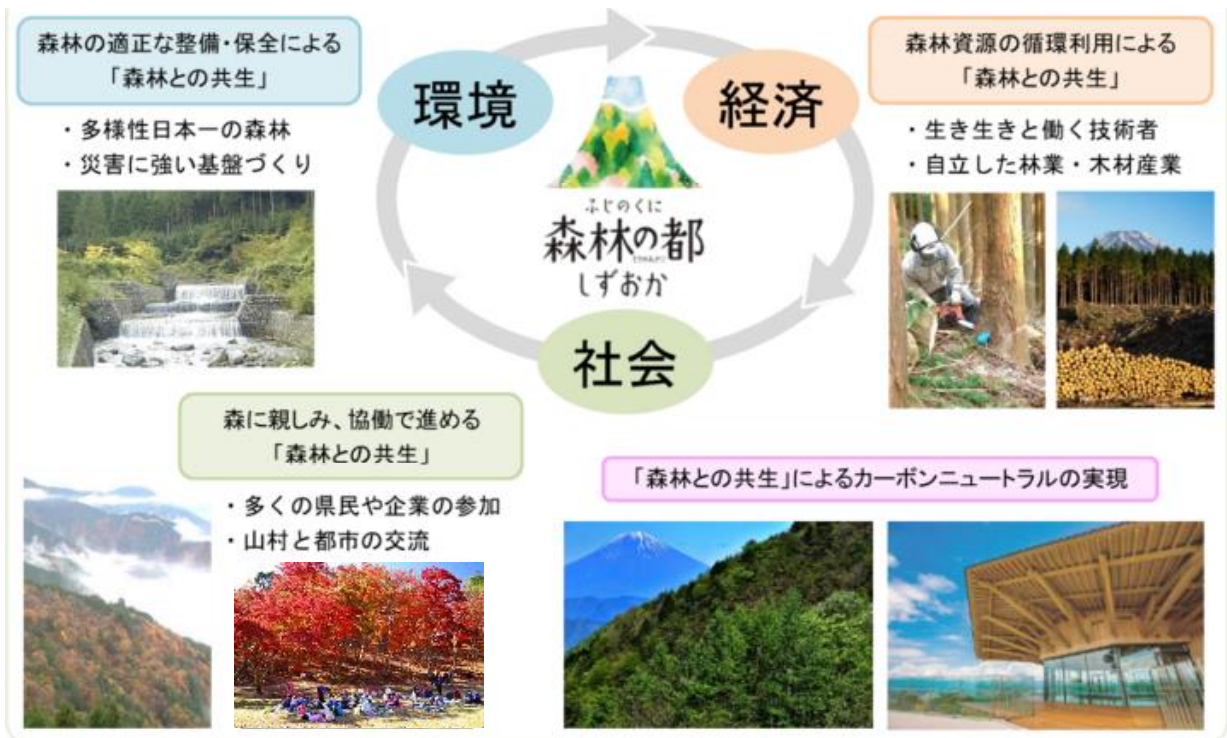 森林の適正な整備・保全による
「森林との共生」
・多様性日本一の森林
・災害に強い基盤づくり
環境
経済
森林資源の循環利用による
「森林との共生」
・生き生きと働く技術者
・自立した林業・木材産業
ふじのくに
森林の都
しずおか
社会
森に親しみ、協働で進める
「森林との共生」
・多くの県民や企業の参加
・山村と都市の交流
「森林との共生」によるカーボンニュートラルの実現